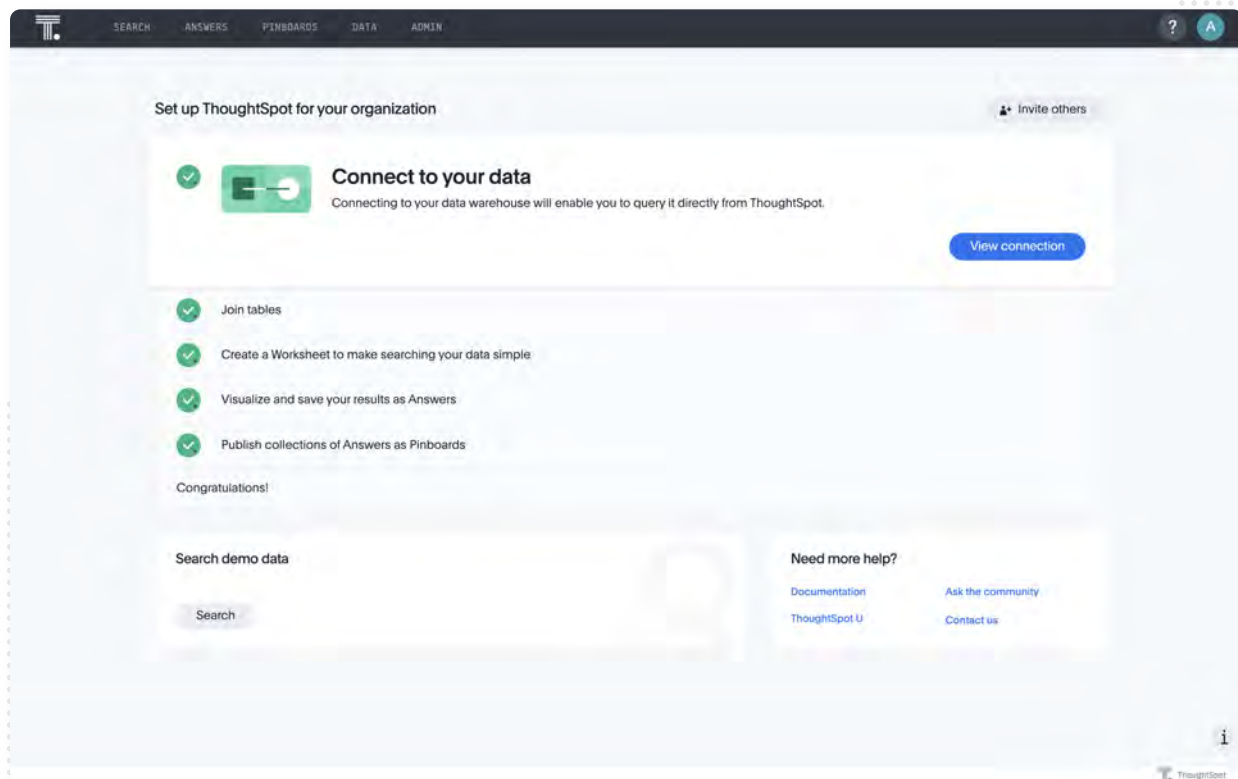 T.
SEARCH ANSWERS PINBOARDS DATA ADMIN
? A
Set up ThoughtSpot for your organization
Invite others
Connect to your data
Connecting to your data warehouse will enable you to query it directly from ThoughtSpot.
View connection
Join tables
Create a Worksheet to make searching your data simple
Visualize and save your results as Answers
Publish collections of Answers as Pinboards
Congratulations!
Search demo data
Search
Need more help?
Documentation Ask the community
ThoughtSpot U Contact us
i
T. ThoughtSpot